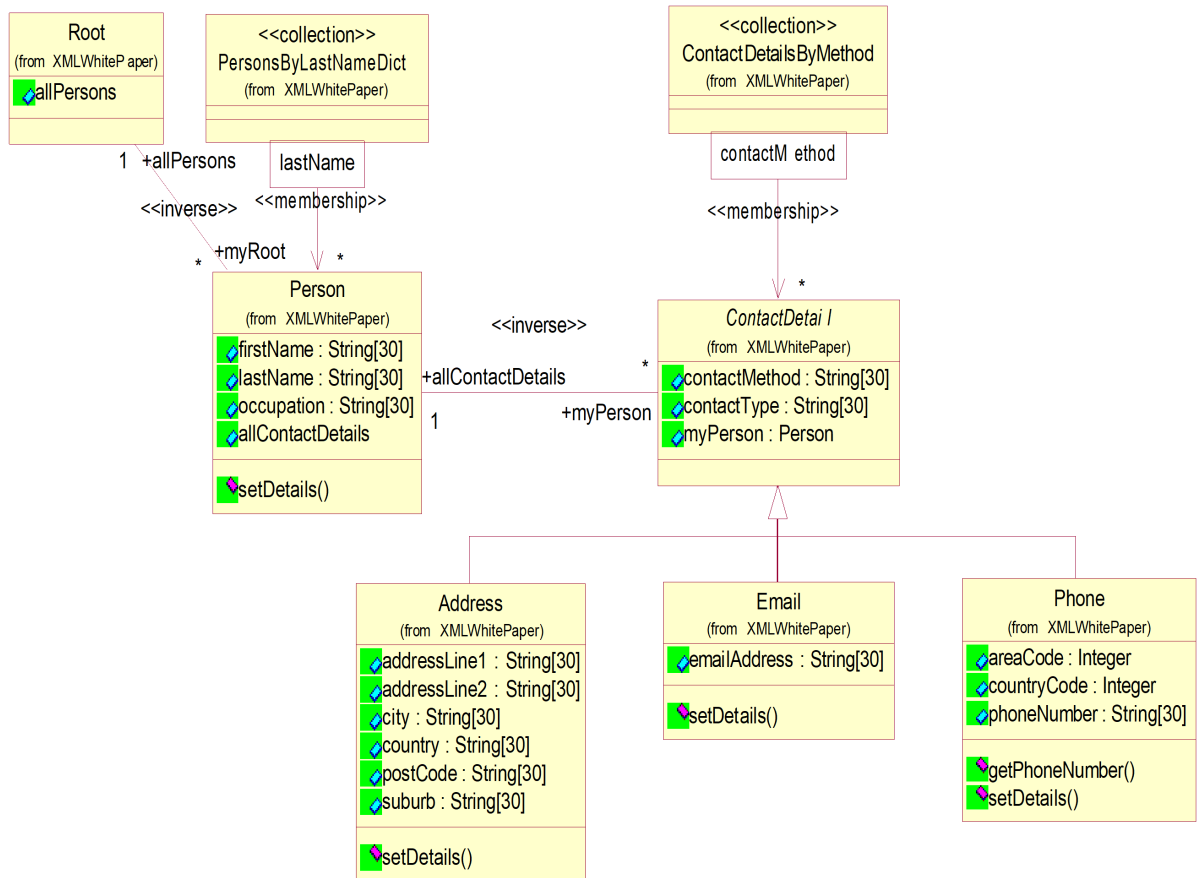 Root
(from XMLWhitePaper)
allPersons
<<collection>>
PersonsByLastNameDict
(from XMLWhitePaper)
lastName
<<collection>>
ContactDetailsByMethod
(from XMLWhitePaper)
contactM ethod
1 +allPersons
<<inverse>>
+myRoot
*
<<membership>>
*
<<membership>>
*
Person
(from XMLWhitePaper)
firstName : String[30]
lastName : String[30]
occupation : String[30]
allContactDetails
setDetails()
<<inverse>>
+allContactDetails
1
*
+myPerson
ContactDetai l
(from XMLWhitePaper)
contactMethod : String[30]
contactType : String[30]
myPerson : Person
Address
(from XMLWhitePaper)
addressLine1 : String[30]
addressLine2 : String[30]
city : String[30]
country : String[30]
postCode : String[30]
suburb : String[30]
setDetails()
Email
(from XMLWhitePaper)
emailAddress : String[30]
setDetails()
Phone
(from XMLWhitePaper)
areaCode : Integer
countryCode : Integer
phoneNumber : String[30]
getPhoneNumber()
setDetails()